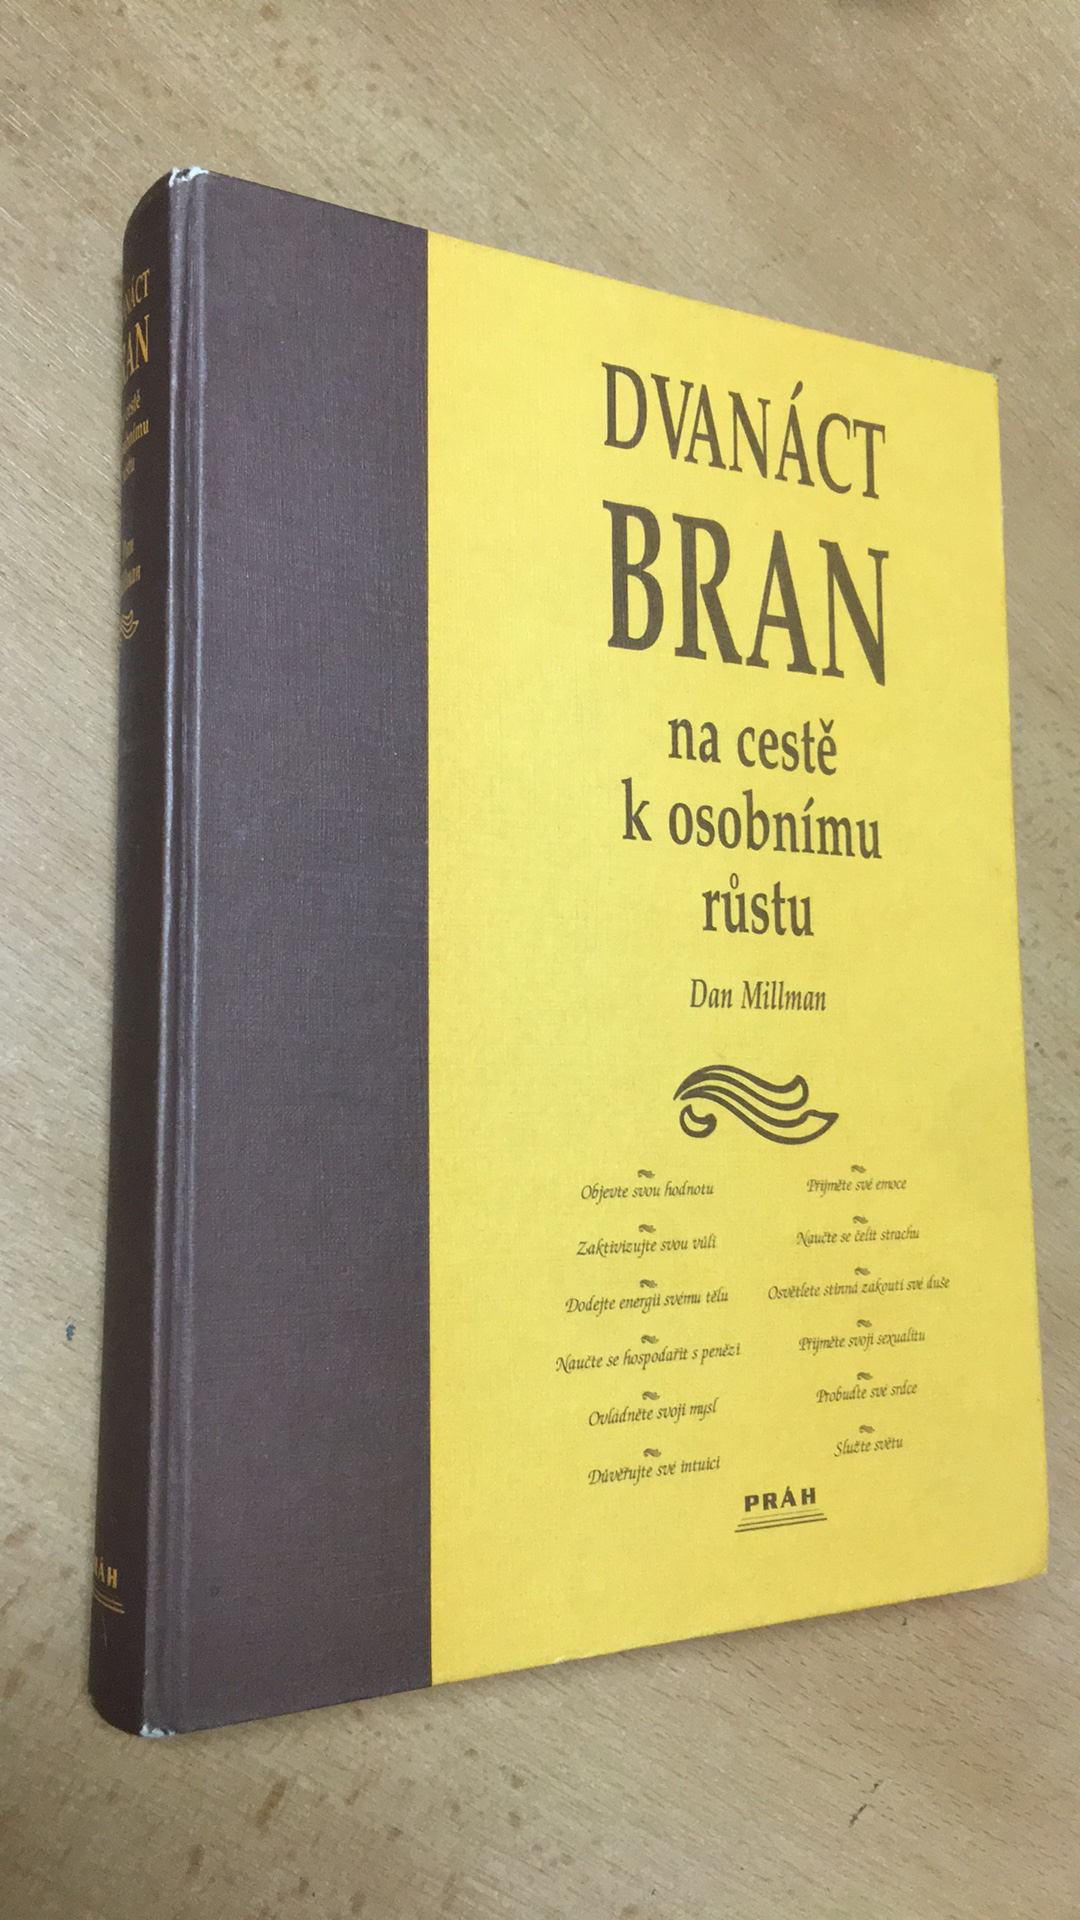 DVANÁCT
BRAN
na cestě
k osobnímu
růstu
Dan Millman
Objevte svou hodnotu
Zaktivizujte svou vůli
Dodejte energii svému tělu
Naučte se hospodařit s penězi
Ovládněte svoji mysl
Důvěřujte své intuici
Přijměte své emoce
Naučte se čelit strachu
Osvětlete stinná zákoutí své duše
Přijměte svoji sexualitu
Probuďte své srdce
Služte světu
PRÁH